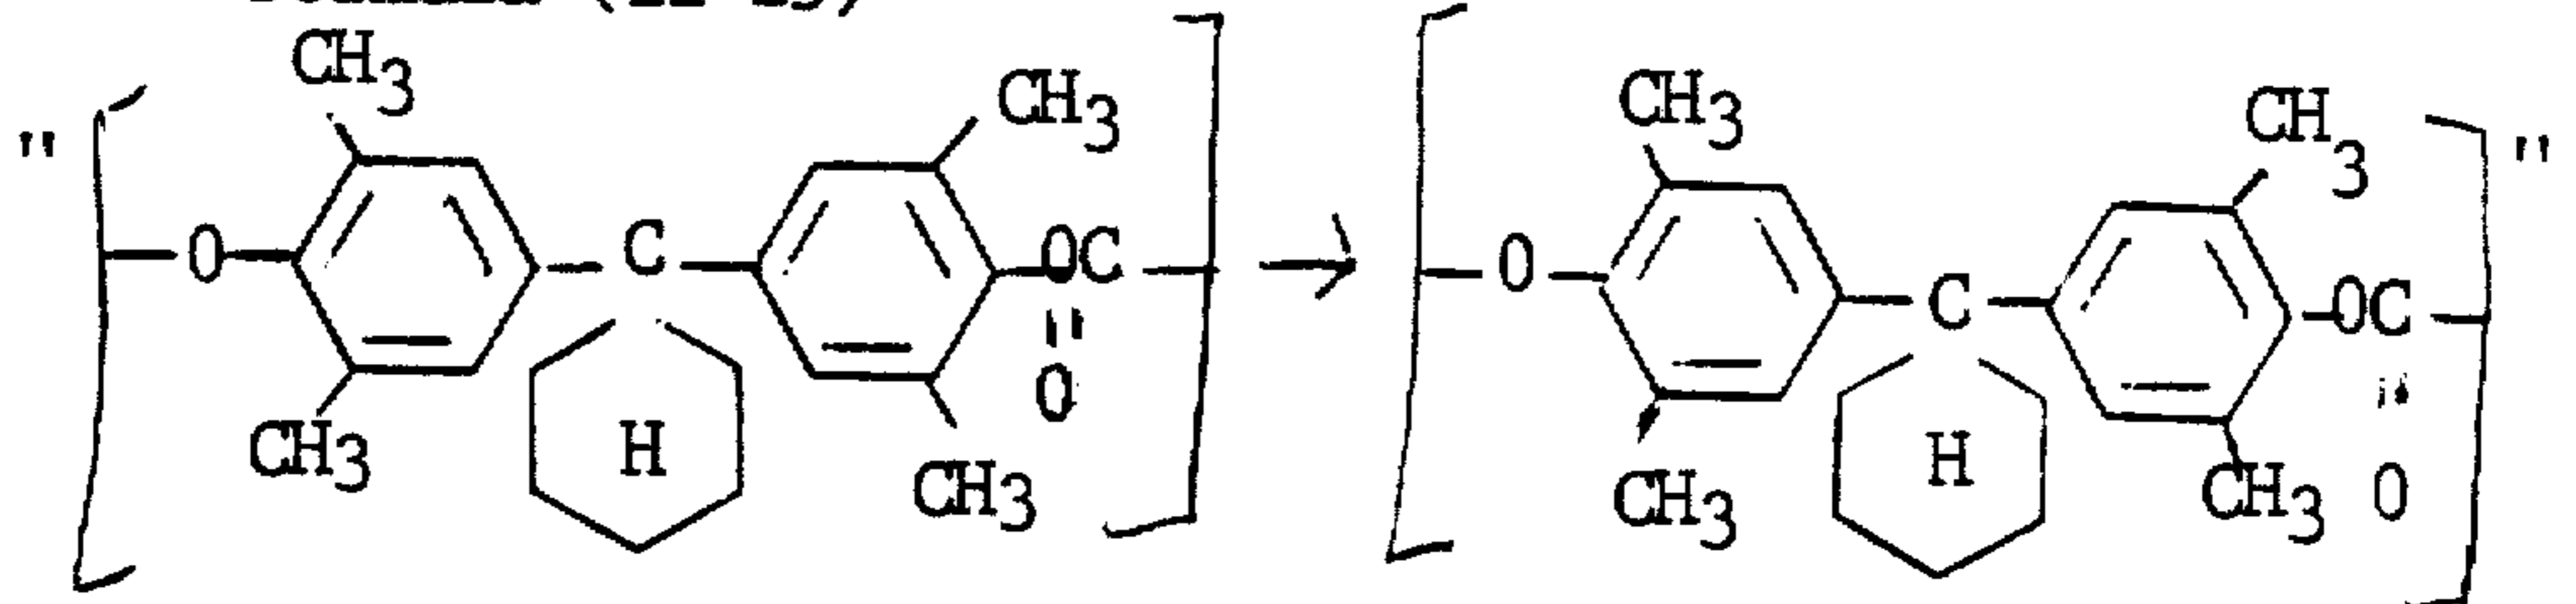 CH3 CH3 CH3 CH3
" O C OC → O C OC "
O
H H
CH3 CH3 CH3 CH3 O